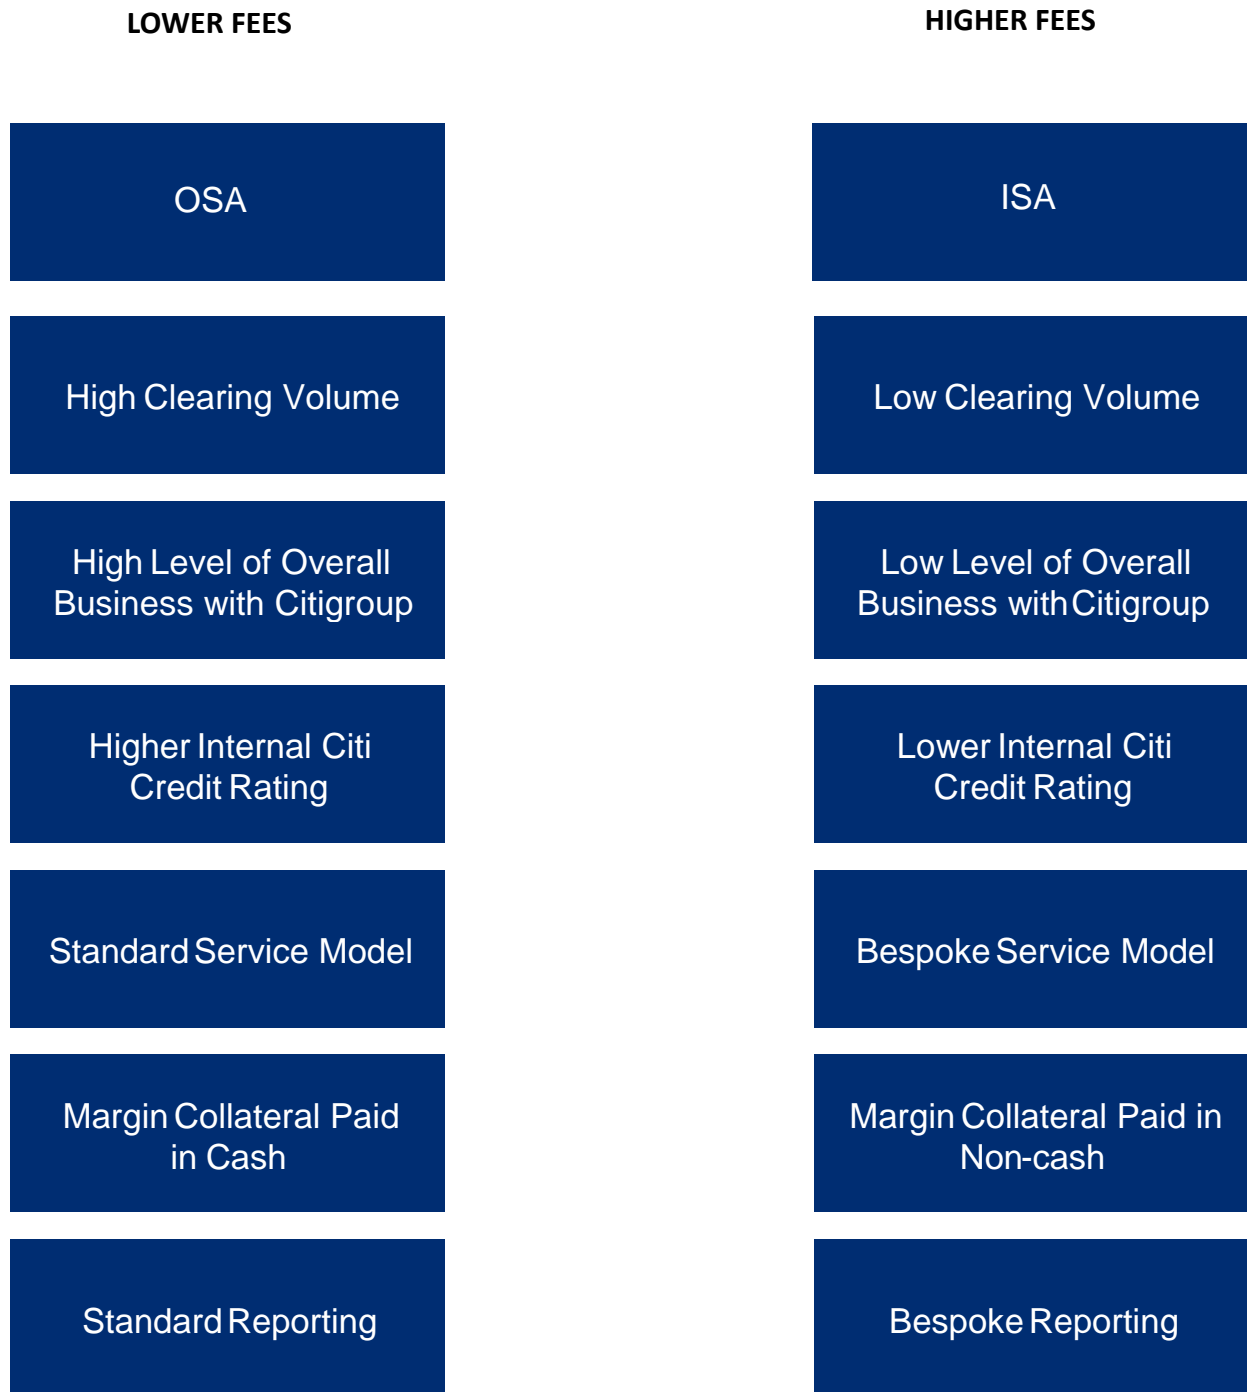 LOWER FEES
HIGHER FEES
OSA
ISA
High Clearing Volume
Low Clearing Volume
High Level of Overall
Business with Citigroup
Low Level of Overall
Business with Citigroup
Higher Internal Citi
Credit Rating
Lower Internal Citi
Credit Rating
Standard Service Model
Bespoke Service Model
Margin Collateral Paid
in Cash
Margin Collateral Paid in
Non-cash
Standard Reporting
Bespoke Reporting